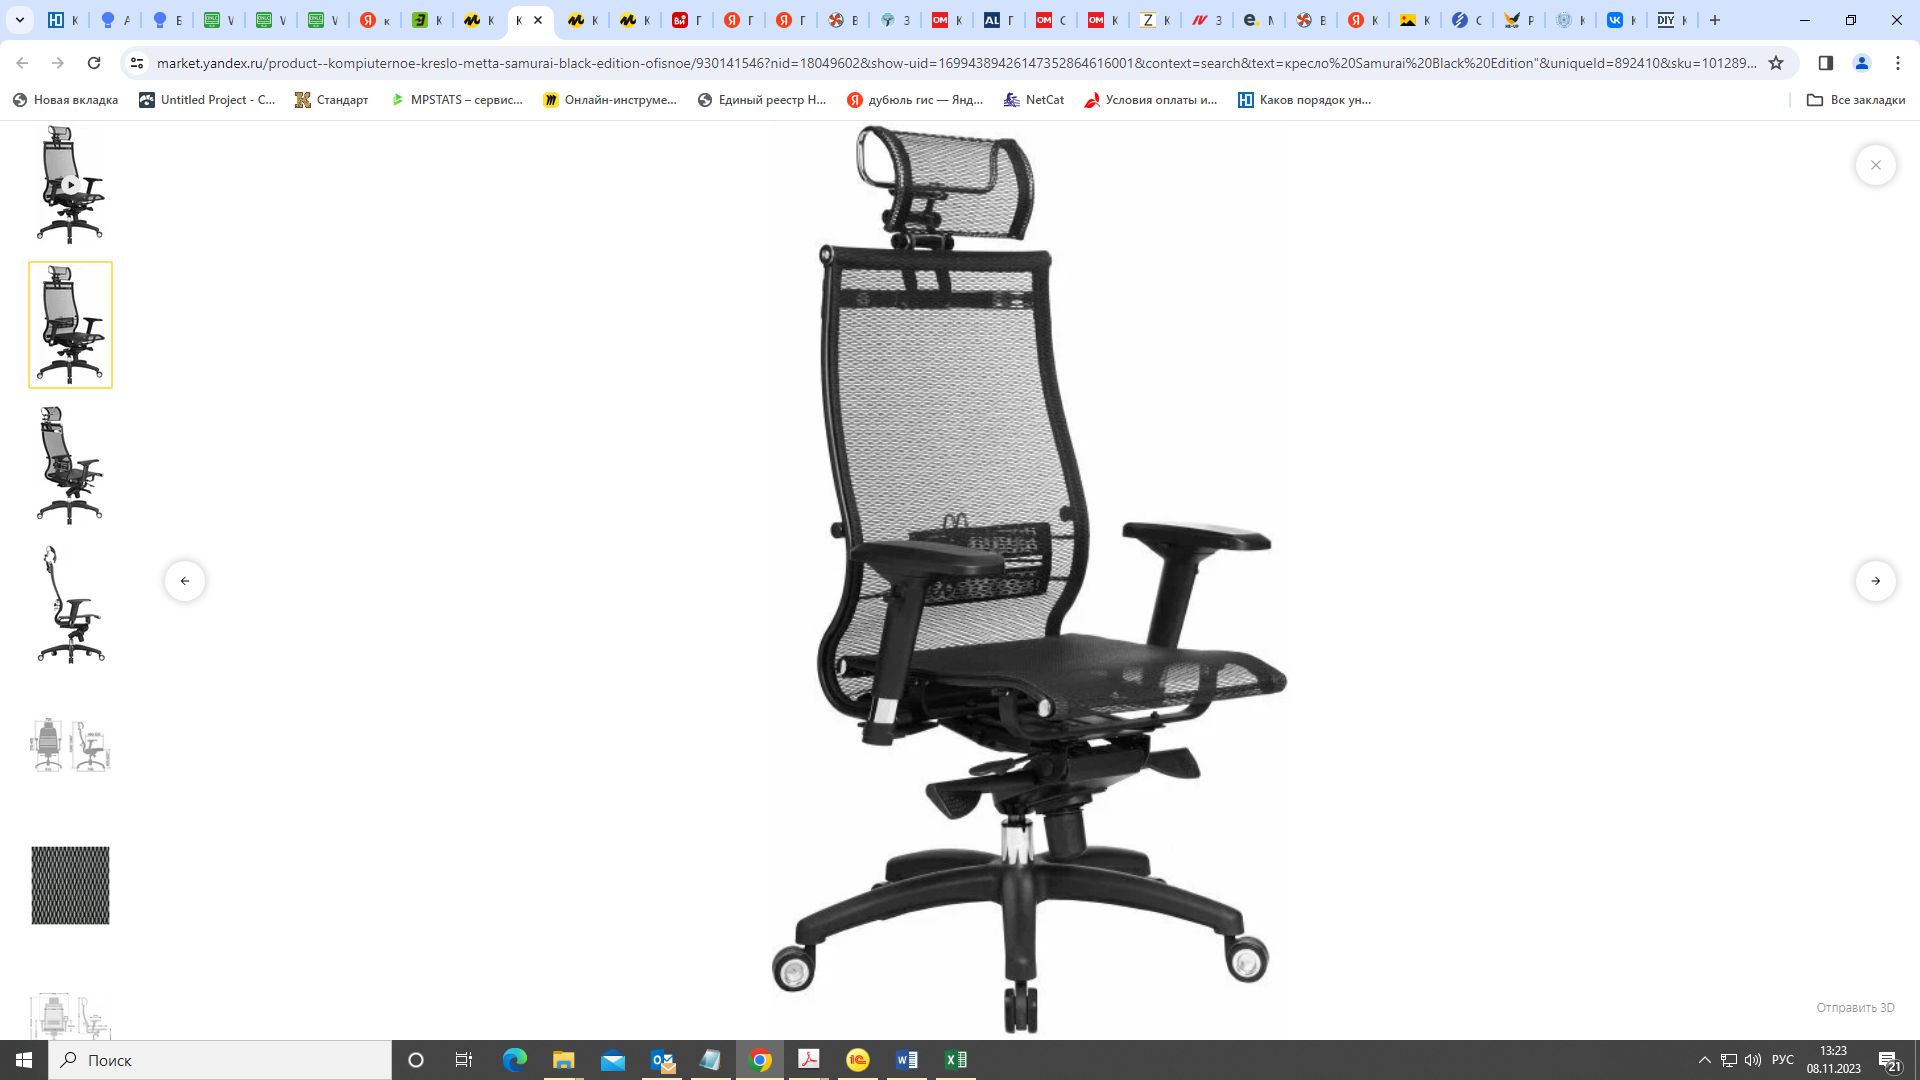 market.yandex.ru/product--kompiuternoe-kreslo-metta-samurai-black-edition-ofisnoe/930141546?nid=18049602&show-uid=16994389426147352864616001&context=search&text=кресло%20Samurai%20Black%20Edition"&uniqueId=892410&sku=101289...
Новая вкладка
Untitled Project - C...
Стандарт
MPSTATS – сервис...
Онлайн-инструме...
Единый реестр Н...
дубюль гис — Янд...
NetCat
Условия оплаты и...
Каков порядок ун...
Все закладки
Отправить 3D
Поиск
РУС
13:23
08.11.2023
21